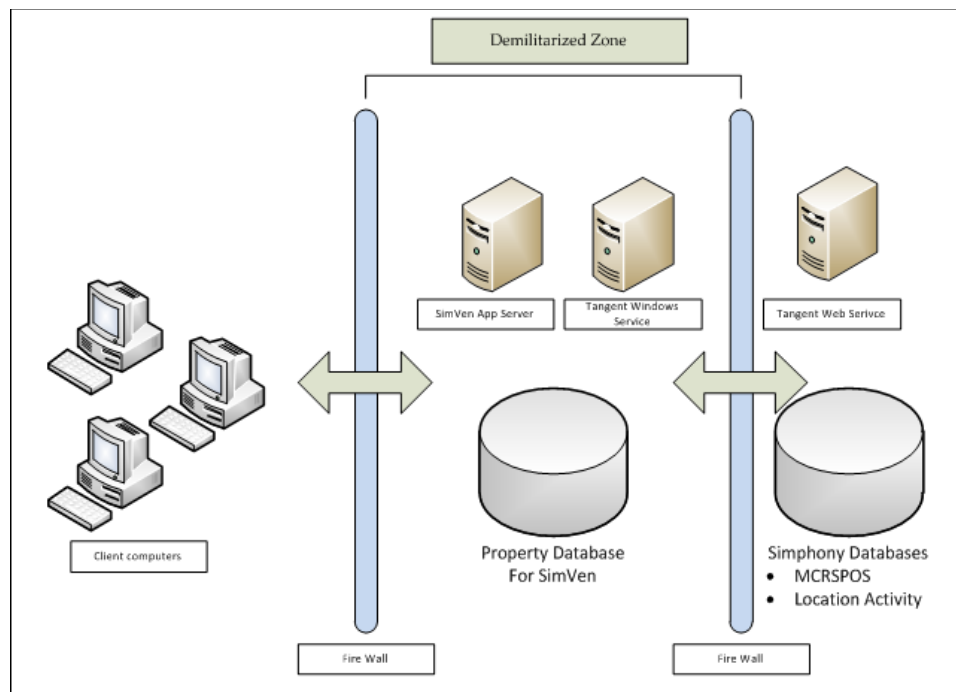 Demilitarized Zone
SimVen App Server
Tangent Windows
Service
Tangent Web Serivce
Client computers
Property Database
For SimVen
Simphony Databases
• MCRSPOS
• Location Activity
Fire Wall
Fire Wall